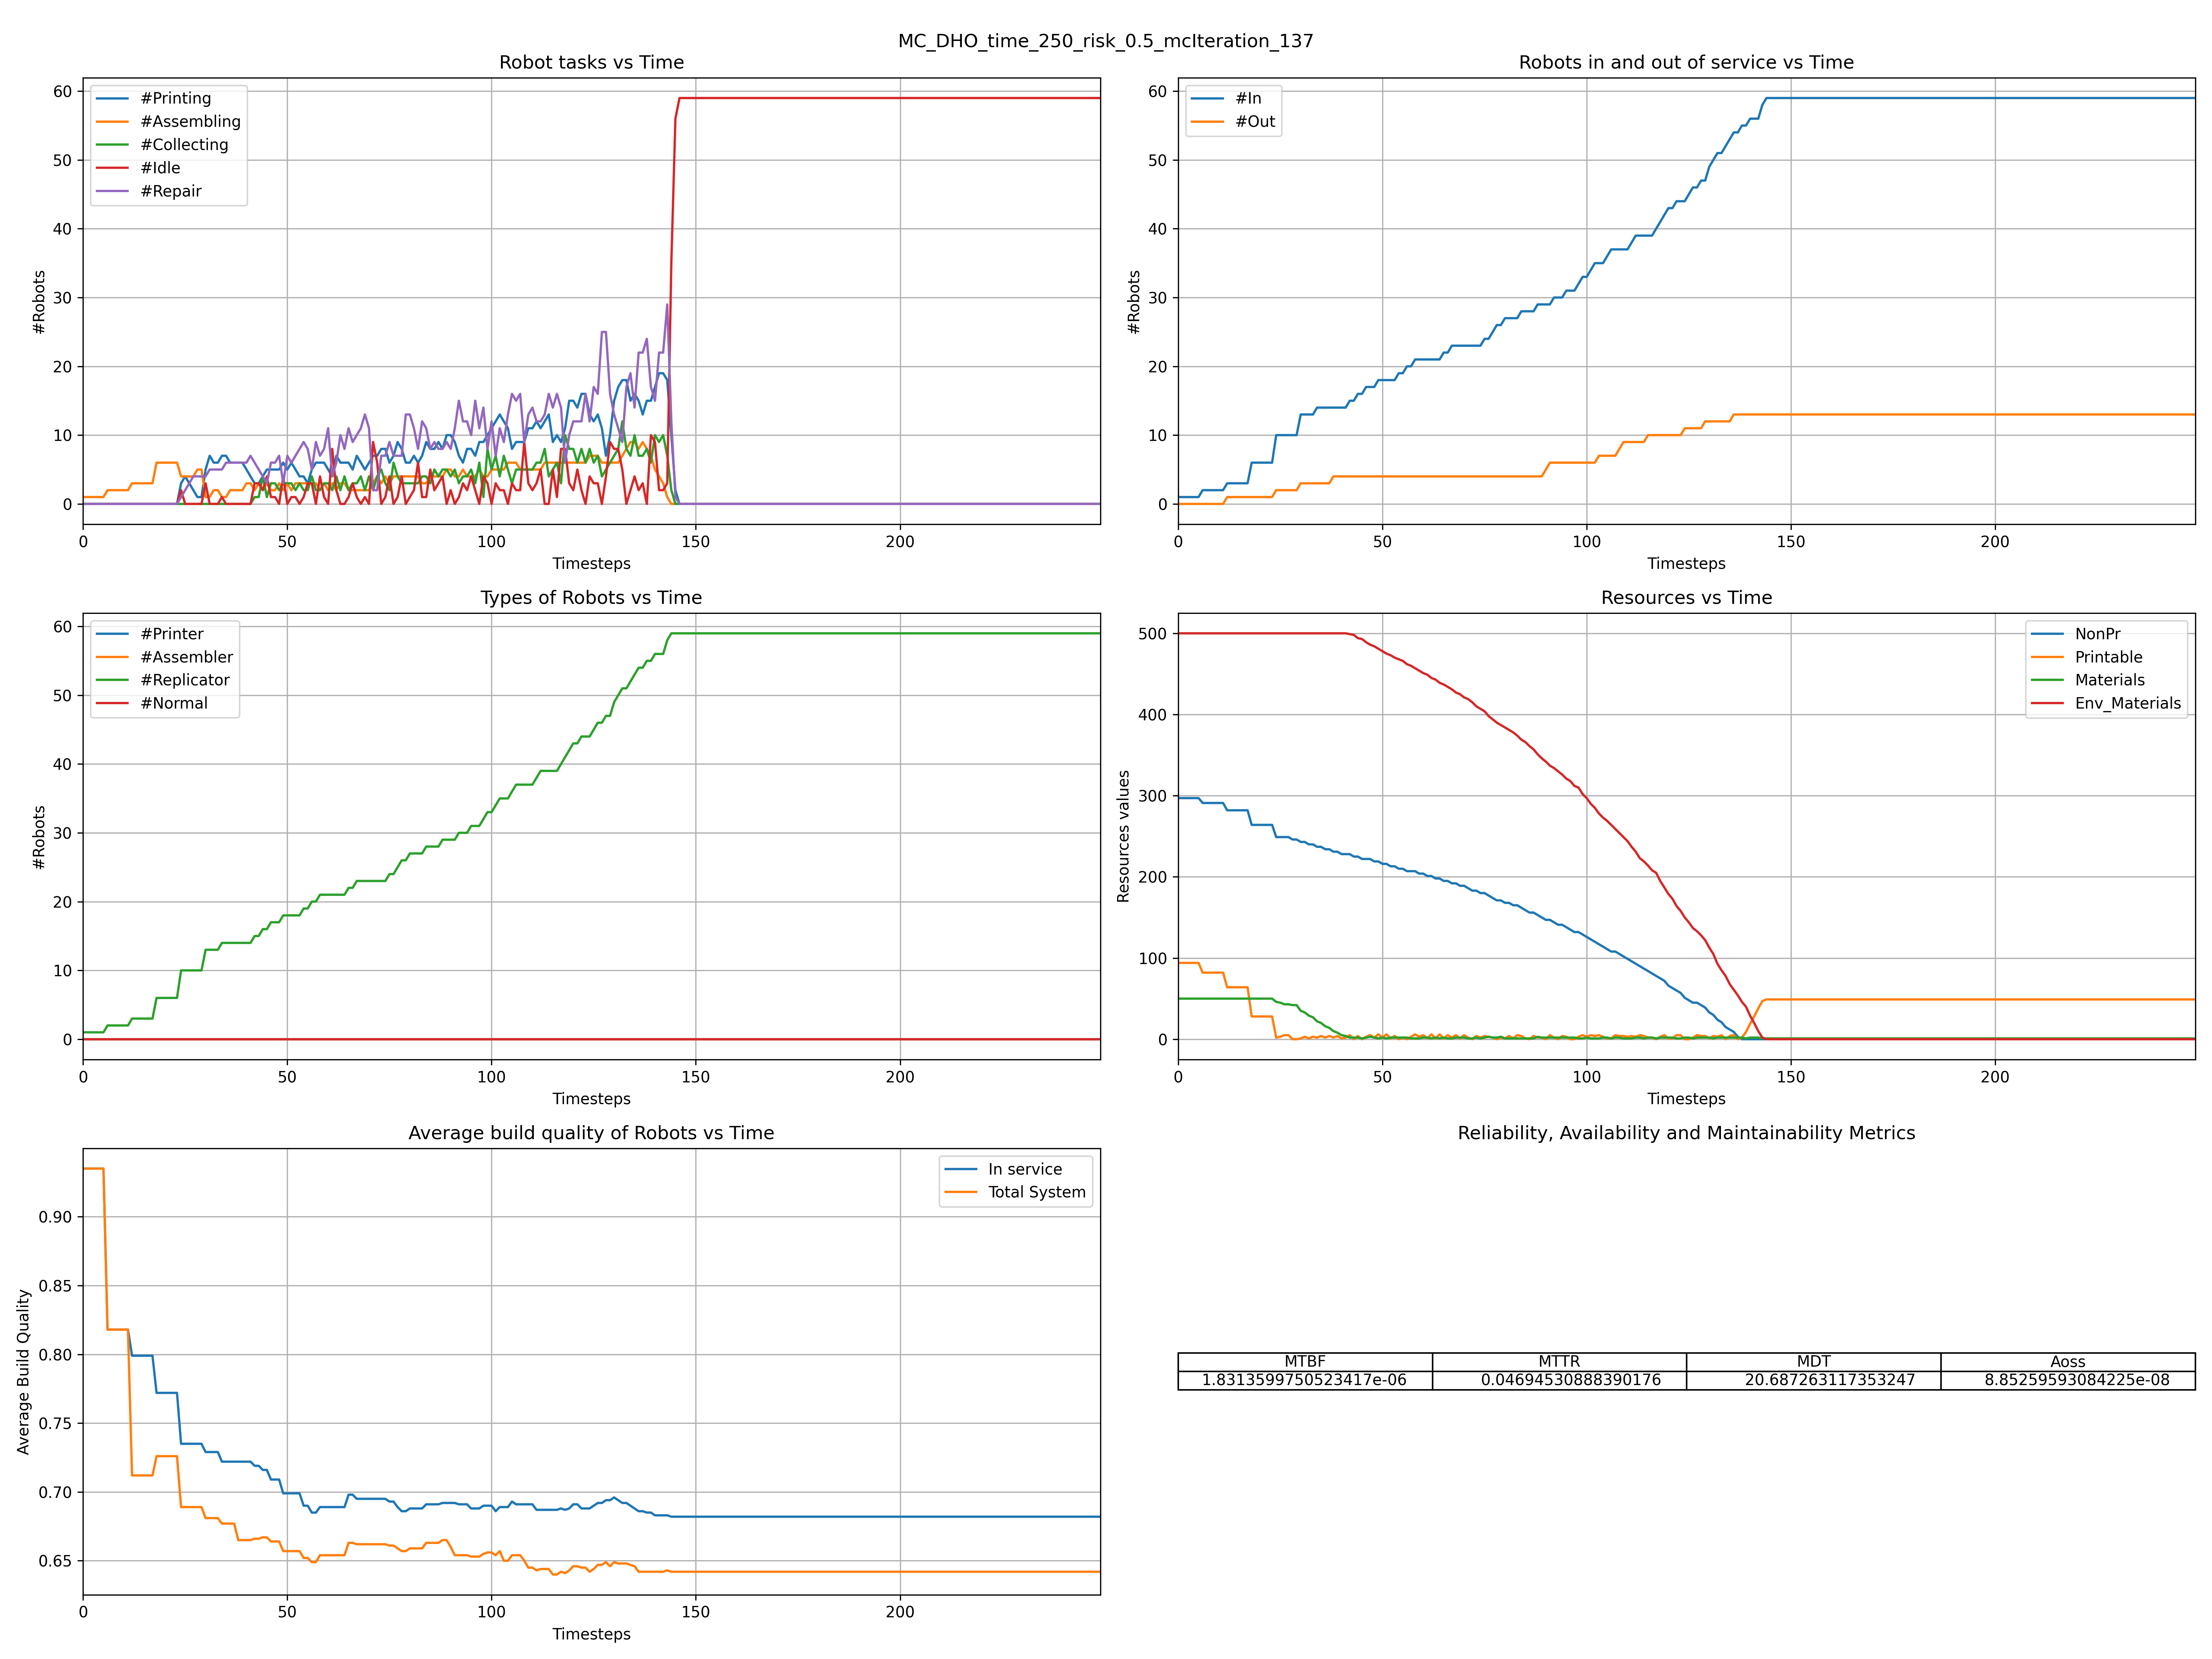 MC_DHO_time_250_risk_0.5_mcIteration_137
Robot tasks vs Time
#Printing
#Assembling
#Collecting
#Idle
#Repair
60
50
40
30
20
10
0
#Robots
0 50 100 150 200
Timesteps
Robots in and out of service vs Time
#In
#Out
60
50
40
30
20
10
0
#Robots
0 50 100 150 200
Timesteps
Types of Robots vs Time
#Printer
#Assembler
#Replicator
#Normal
60
50
40
30
20
10
0
#Robots
0 50 100 150 200
Timesteps
Resources vs Time
NonPr
Printable
Materials
Env_Materials
500
400
300
200
100
0
Resources values
0 50 100 150 200
Timesteps
Average build quality of Robots vs Time
In service
Total System
0.90
0.85
0.80
0.75
0.70
0.65
Average Build Quality
0 50 100 150 200
Timesteps
Reliability, Availability and Maintainability Metrics
MTBF MTTR MDT Aoss
1.8313599750523417e-06 0.04694530888390176 20.687263117353247 8.85259593084225e-08